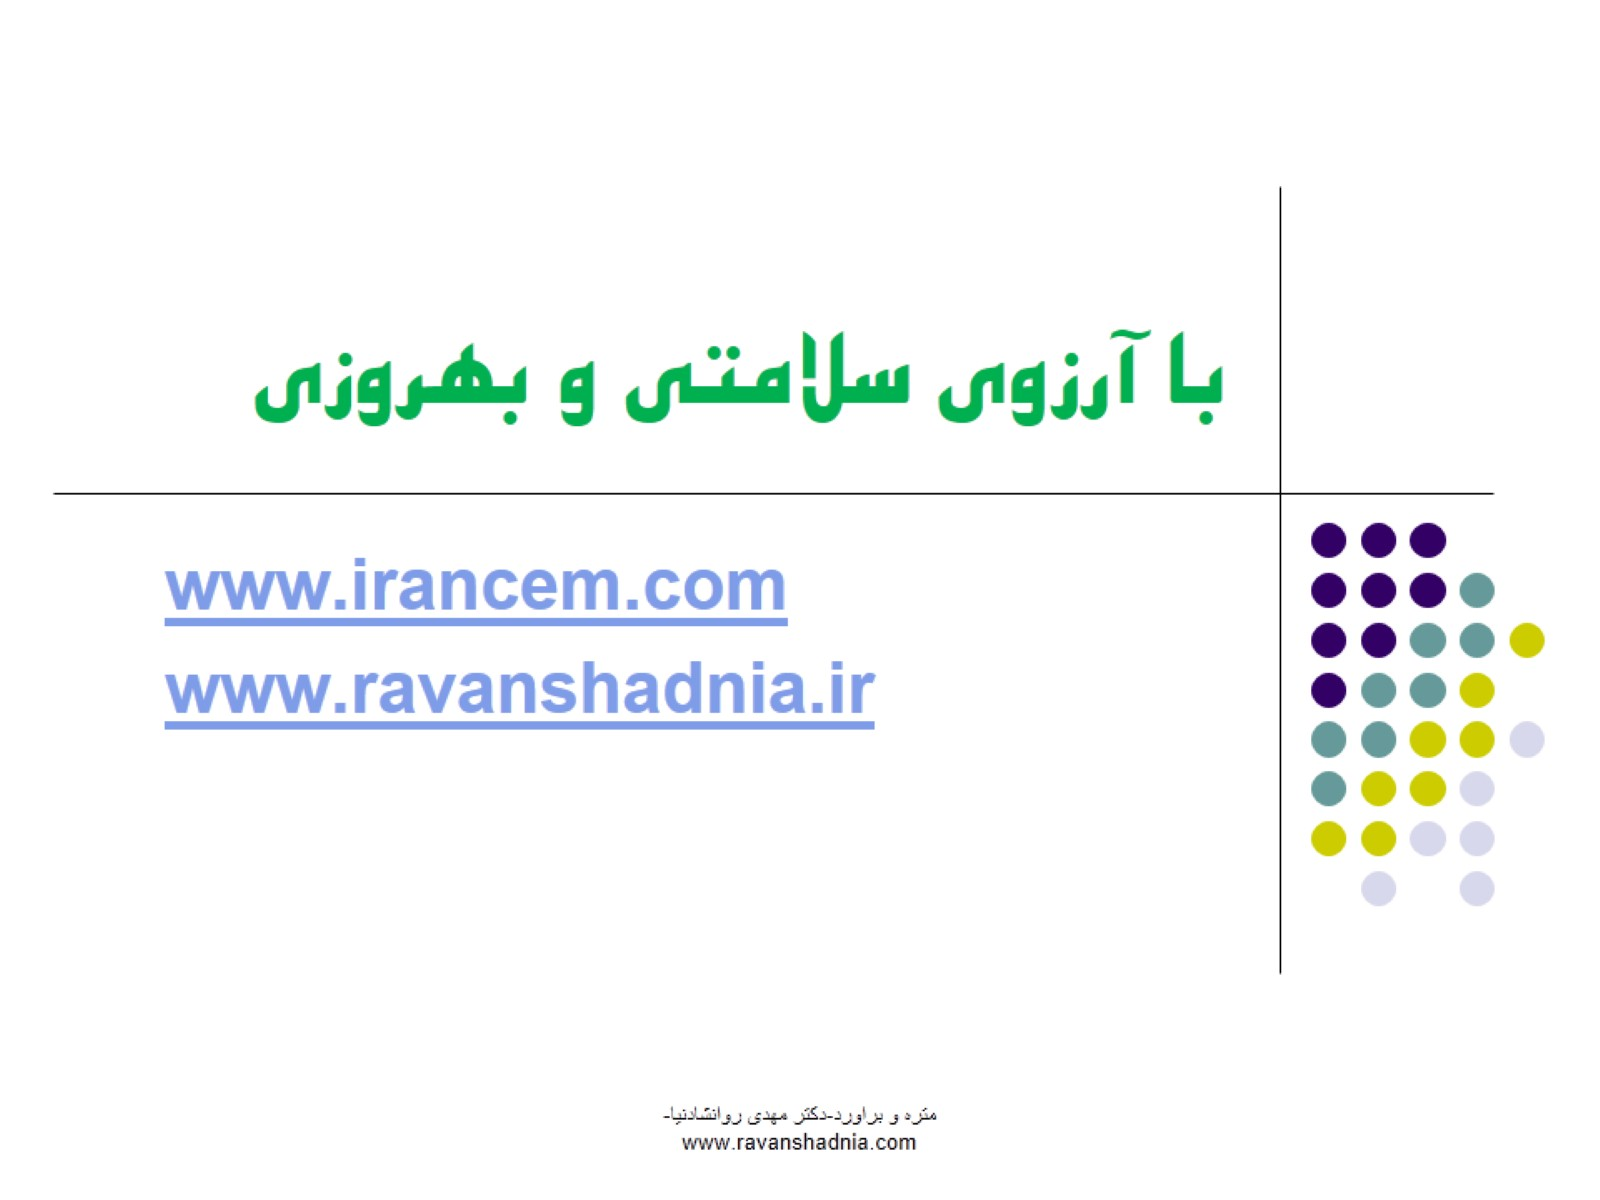 با آرزوی سلامتی و بهروزی
www.irancem.com
www.ravanshadnia.ir
متره و براورد-دکتر مهدی روانشادنیا-
www.ravanshadnia.com